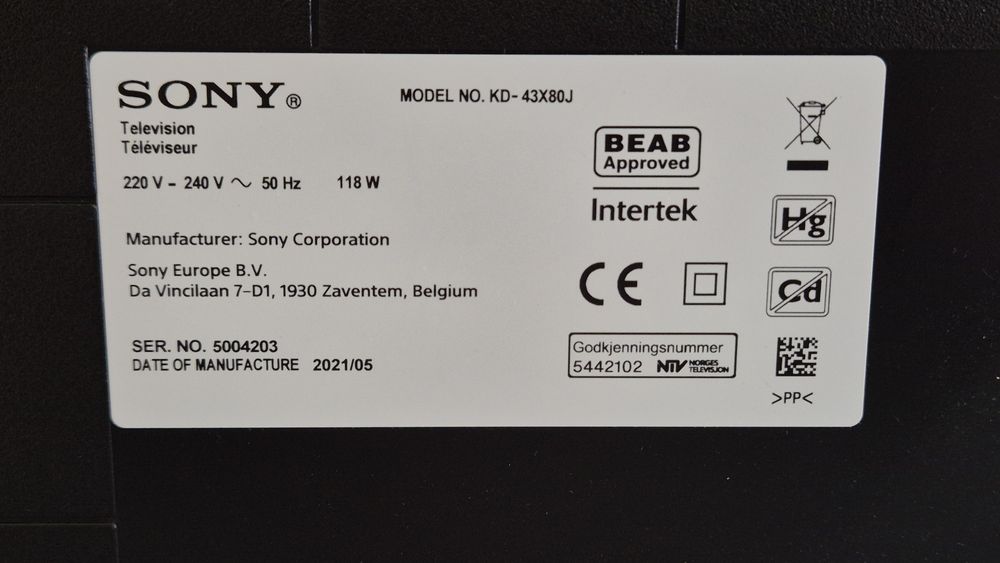 SONY®
MODEL NO. KD-43X80J
Television
Téléviseur
220 V - 240 V ~ 50 Hz 118 W
BEAB
Approved
Intertek
Hg
Manufacturer: Sony Corporation
Sony Europe B.V.
Da Vincilaan 7-D1, 1930 Zaventem, Belgium
CE
Cd
SER. NO. 5004203
DATE OF MANUFACTURE 2021/05
Godkjenningsnummer
5442102 NTV NORGES TELEVISJON
>PP<